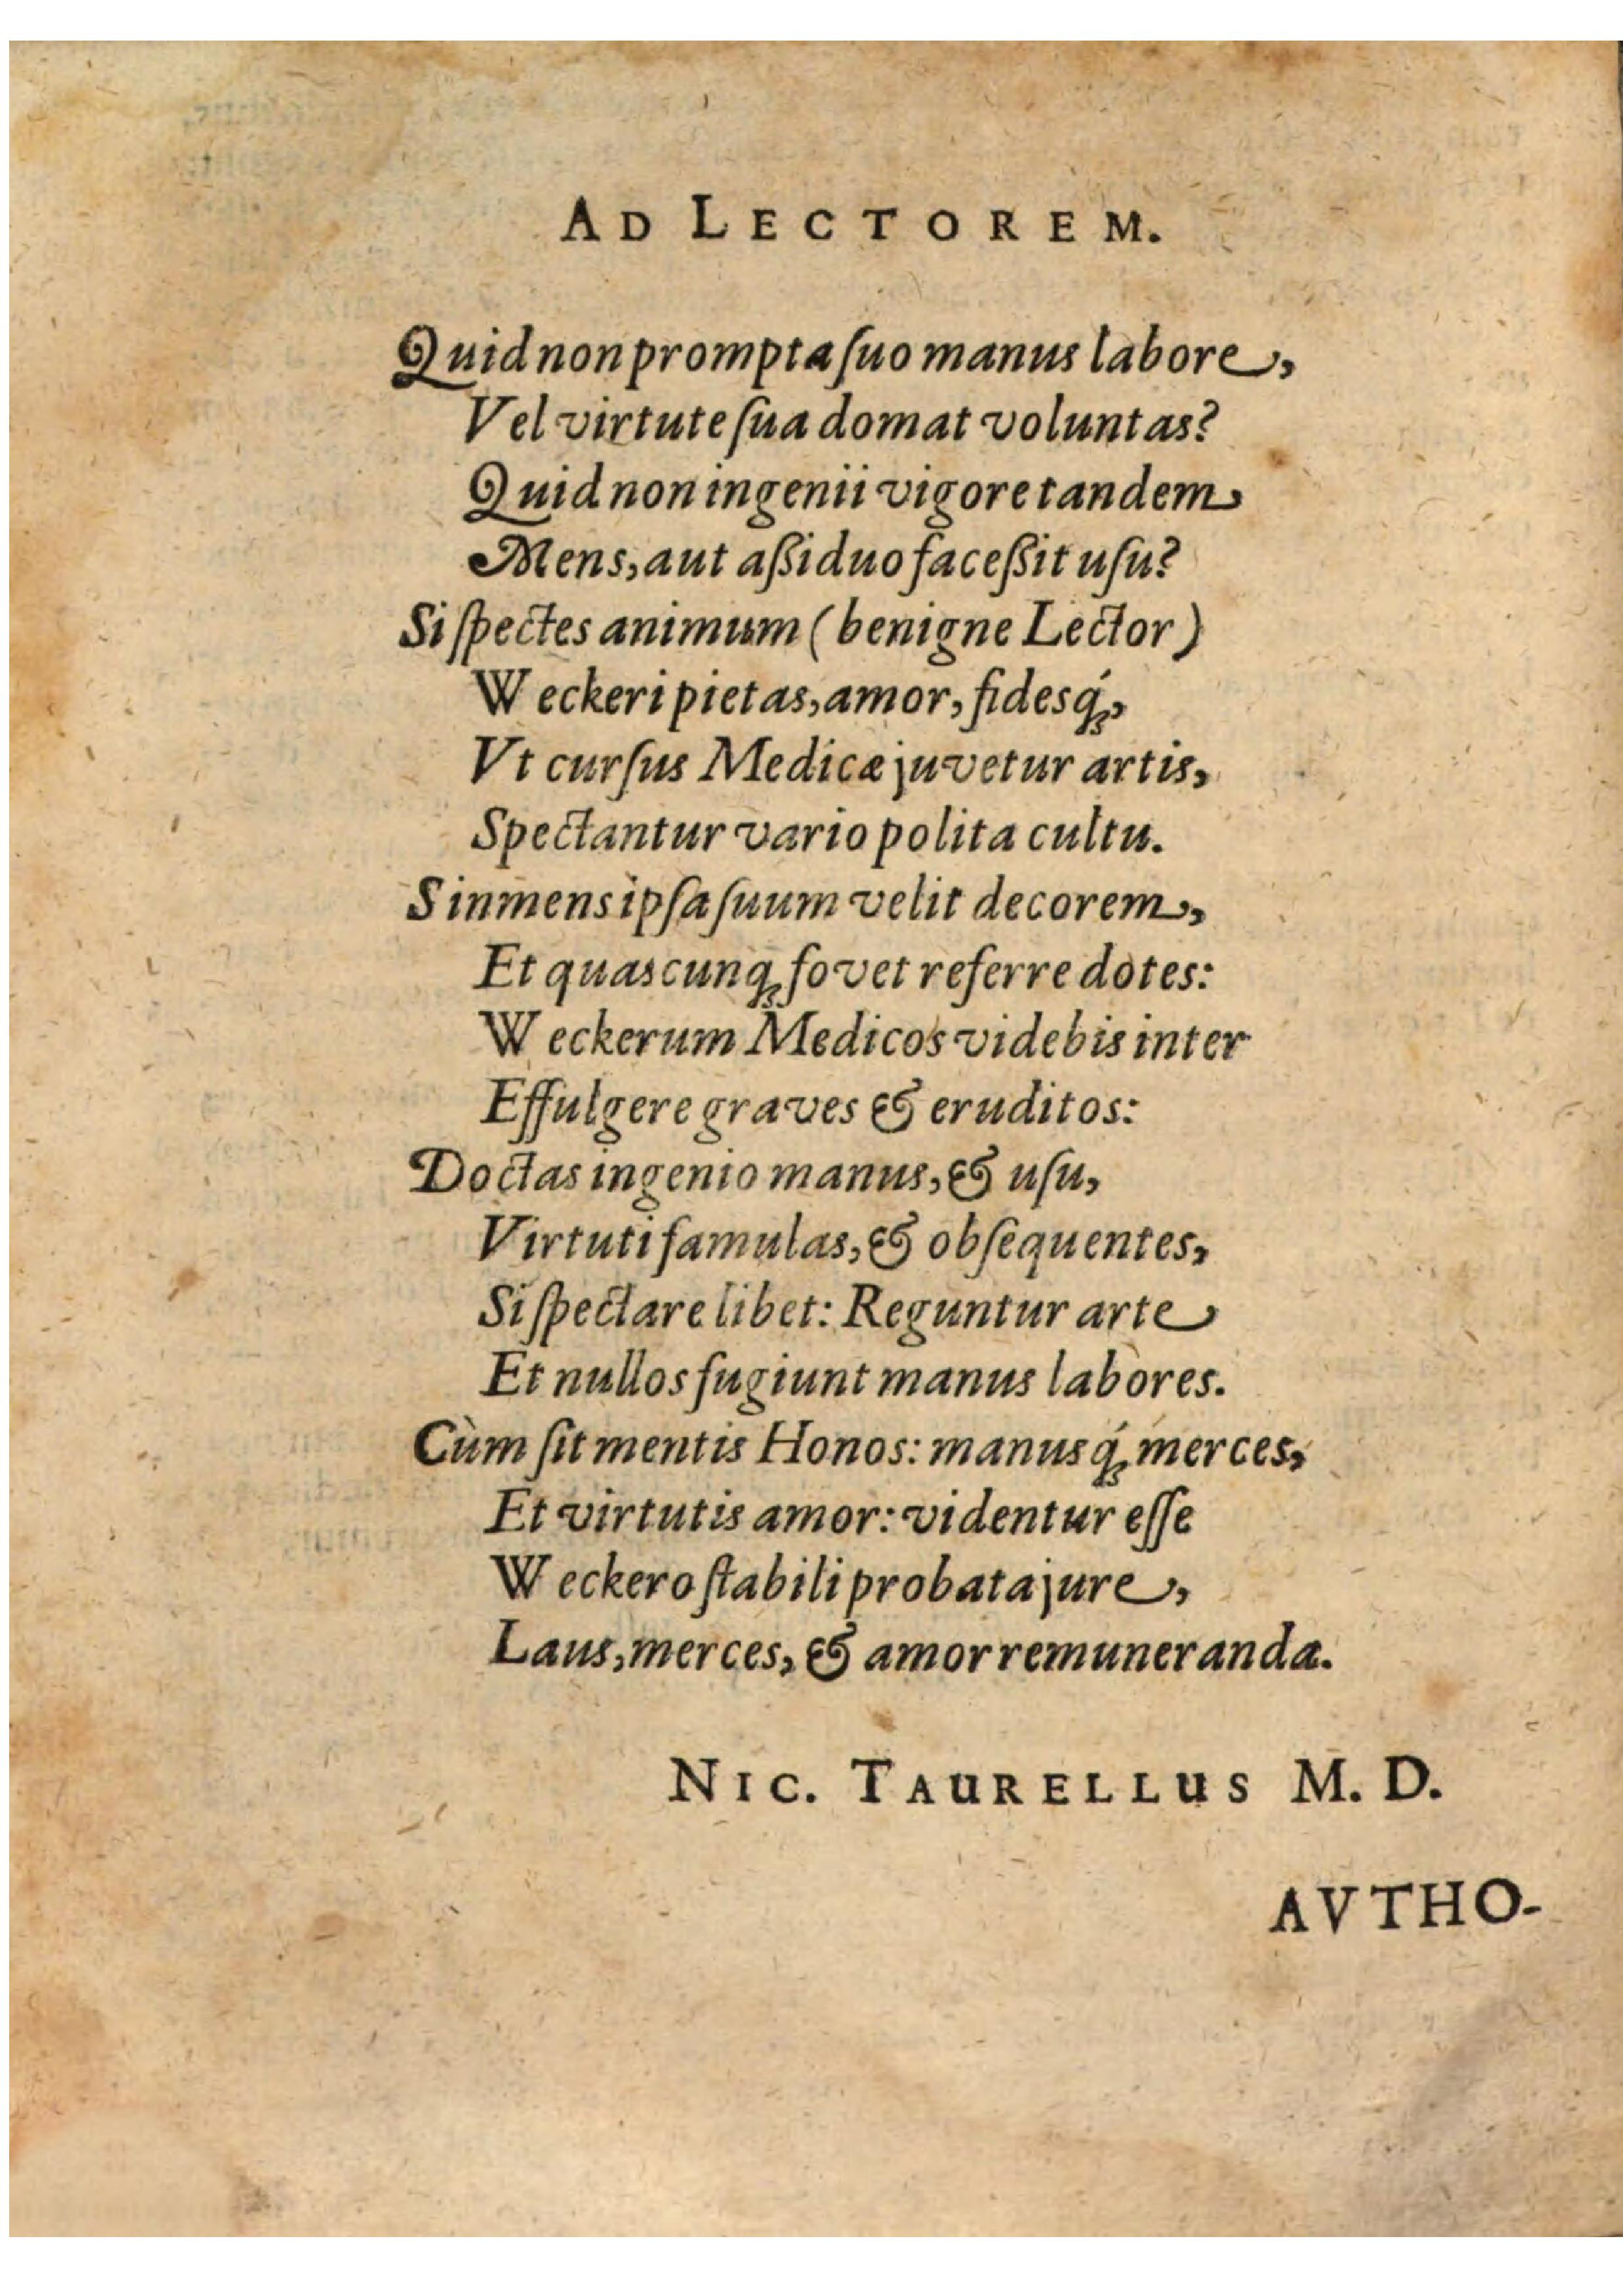 AD LECTOREM.
Quid non prompta ſuo manus labore,
Vel virtute ſua domat voluntas?
Quid non ingenii vigore tandem
Mens, aut aßiduo faceßit uſu?
Si ſpectes animum (benigne Lector)
Weckeri pietas, amor, fidesq́;,
Vt curſus Medicæ juvetur artis,
Spectantur vario polita cultu.
Sin mens ipſa ſuum velit decorem,
Et quascunq; fovet referre dotes:
Weckerum Medicos videbis inter
Effulgere graves & eruditos:
Doctas ingenio manus, & uſu,
Virtuti famulas, & obſequentes,
Si ſpectare libet: Reguntur arte
Et nullos fugiunt manus labores.
Cùm ſit mentis Honos: manusq́; merces,
Et virtutis amor: videntur eſſe
Weckero ſtabili probata jure,
Laus, merces, & amor remuneranda.
NIC. TAURELLUS M. D.
AVTHO-